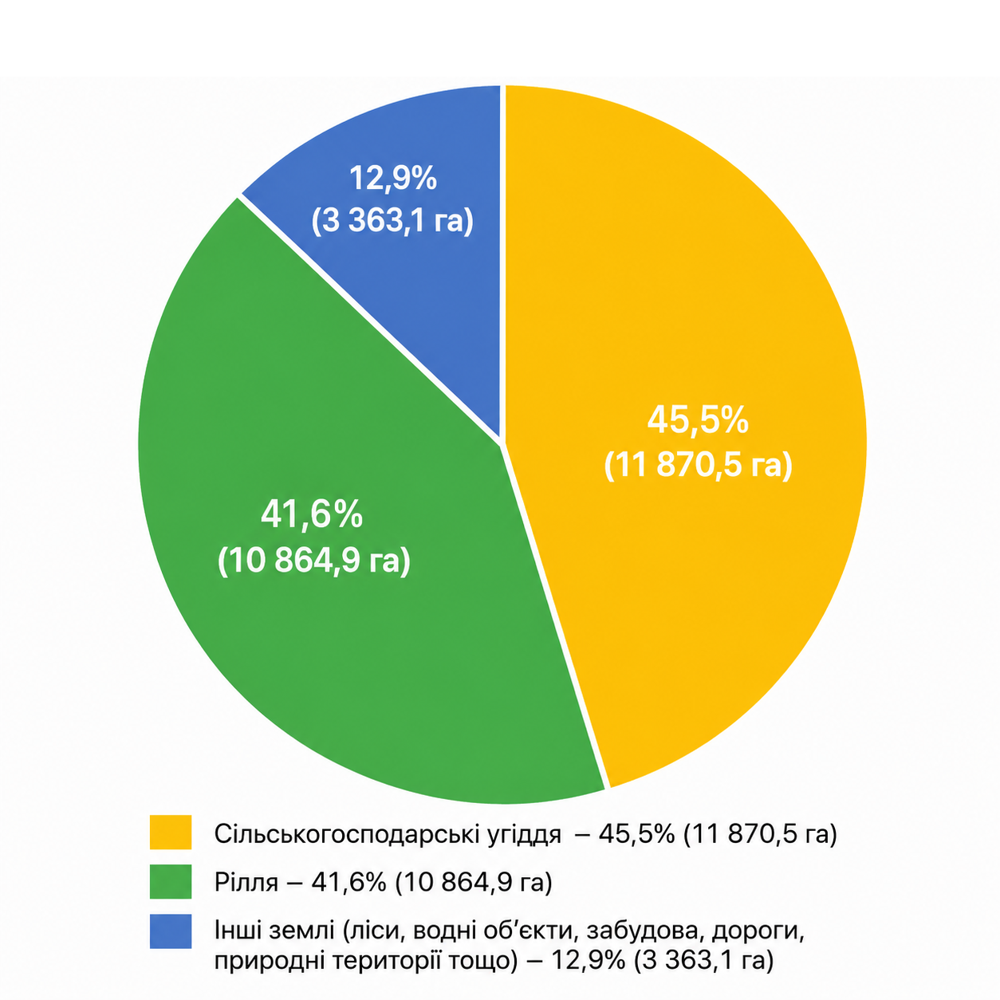 12,9%
(3 363,1 га)
45,5%
(11 870,5 га)
41,6%
(10 864,9 га)
Сільськогосподарські угіддя – 45,5% (11 870,5 га)
Рілля – 41,6% (10 864,9 га)
Інші землі (ліси, водні об’єкти, забудова, дороги,
природні території тощо) – 12,9% (3 363,1 га)